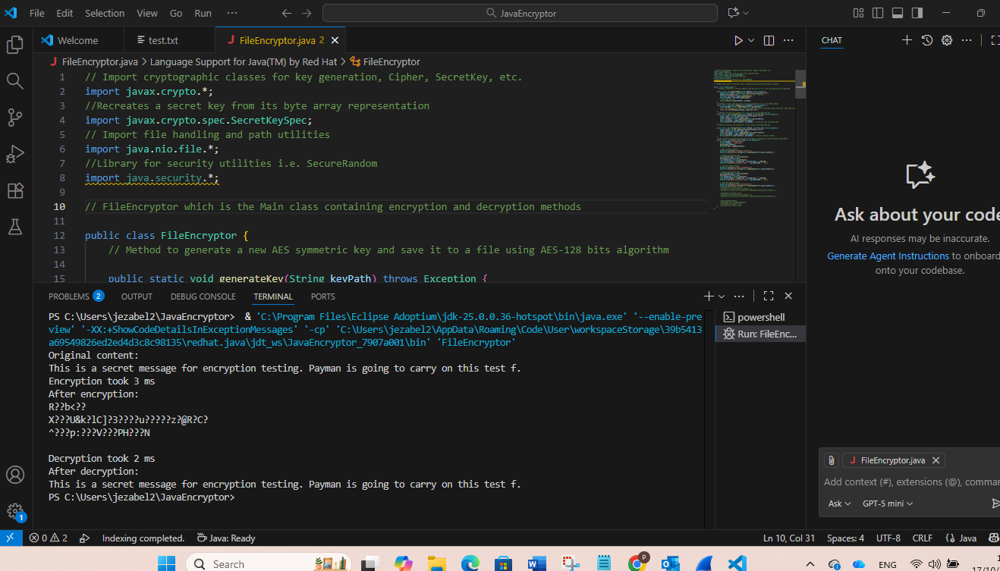 File Edit Selection View Go Run ··· JavaEncryptor
Welcome test.txt FileEncryptor.java 2
FileEncryptor.java > Language Support for Java(TM) by Red Hat > FileEncryptor
1 // Import cryptographic classes for key generation, Cipher, SecretKey, etc.
2 import javax.crypto.*;
3 //Recreates a secret key from its byte array representation
4 import javax.crypto.spec.SecretKeySpec;
5 // Import file handling and path utilities
6 import java.nio.file.*;
7 //Library for security utilities i.e. SecureRandom
8 import java.security.*;
9
10 // FileEncryptor which is the Main class containing encryption and decryption methods
11
12 public class FileEncryptor {
13 // Method to generate a new AES symmetric key and save it to a file using AES-128 bits algorithm
14
15 public static void generateKey(String keyPath) throws Exception {
PROBLEMS 2 OUTPUT DEBUG CONSOLE TERMINAL PORTS
PS C:\Users\jezabel2\JavaEncryptor> & 'C:\Program Files\Eclipse Adoptium\jdk-25.0.0.36-hotspot\bin\java.exe' '--enable-pre
view' '-XX:+ShowCodeDetailsInExceptionMessages' '-cp' 'C:\Users\jezabel2\AppData\Roaming\Code\User\workspaceStorage\39b5413
a69549826ed2ed4d3c8c98135\redhat.java\jdt_ws\JavaEncryptor_7907a001\bin' 'FileEncryptor'
Original content:
This is a secret message for encryption testing. Payman is going to carry on this test f.
Encryption took 3 ms
After encryption:
R??b<??
X???U&k?lC]?3????u?????z?@R?C?
^???p:???V???PH???N
Decryption took 2 ms
After decryption:
This is a secret message for encryption testing. Payman is going to carry on this test f.
PS C:\Users\jezabel2\JavaEncryptor>
powershell
Run: FileEnc...
CHAT
Ask about your code
AI responses may be inaccurate.
Generate Agent Instructions to onboard
onto your codebase.
FileEncryptor.java
Add context (#), extensions (@), comma
Ask GPT-5 mini
0 2 Indexing completed. Java: Ready Ln 10, Col 31 Spaces: 4 UTF-8 CRLF {} Java
1
Search P ENG
17/10/